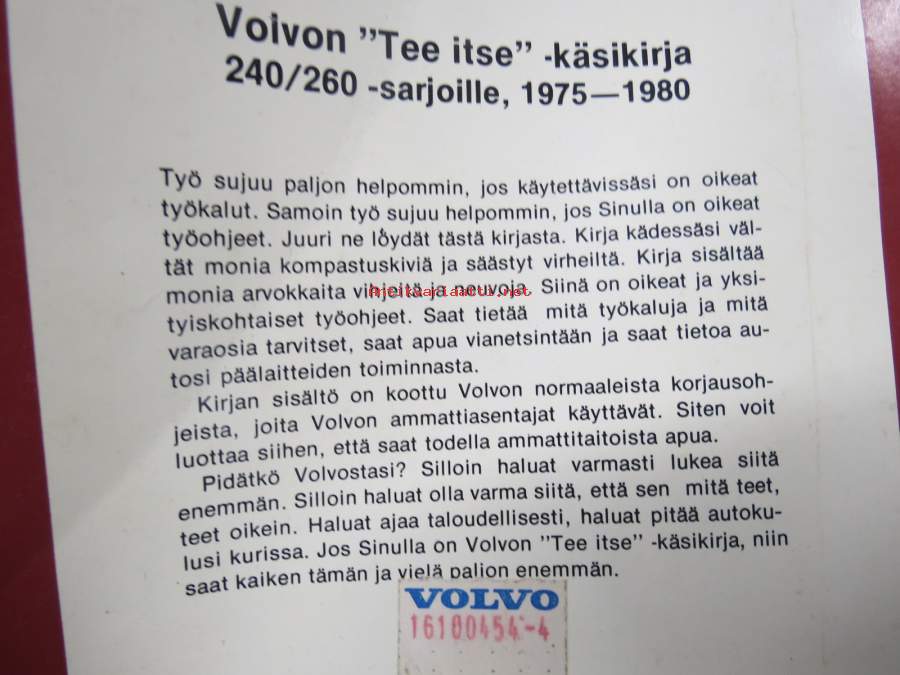 Volvon "Tee itse" -käsikirja
240/260 -sarjoille, 1975—1980
Työ sujuu paljon helpommin, jos käytettävissäsi on oikeat
työkalut. Samoin työ sujuu helpommin, jos Sinulla on oikeat
työohjeet. Juuri ne löydät tästä kirjasta. Kirja kädessäsi väl-
tät monia kompastuskiviä ja säästyt virheiltä. Kirja sisältää
monia arvokkaita vihjeitä ja neuvoja. Siinä on oikeat ja yksi-
tyiskohtaiset työohjeet. Saat tietää mitä työkaluja ja mitä
varaosia tarvitset, saat apua vianetsintään ja saat tietoa au-
tosi päälaitteiden toiminnasta.
Kirjan sisältö on koottu Volvon normaaleista korjausoh-
jeista, joita Volvon ammattiasentajat käyttävät. Siten voit
luottaa siihen, että saat todella ammattitaitoista apua.
Pidätkö Volvostasi? Silloin haluat varmasti lukea siitä
enemmän. Silloin haluat olla varma siitä, että sen mitä teet,
teet oikein. Haluat ajaa taloudellisesti, haluat pitää autoku-
lusi kurissa. Jos Sinulla on Volvon "Tee itse" -käsikirja, niin
saat kaiken tämän ja vielä paljon enemmän.
VOLVO
16180454-4